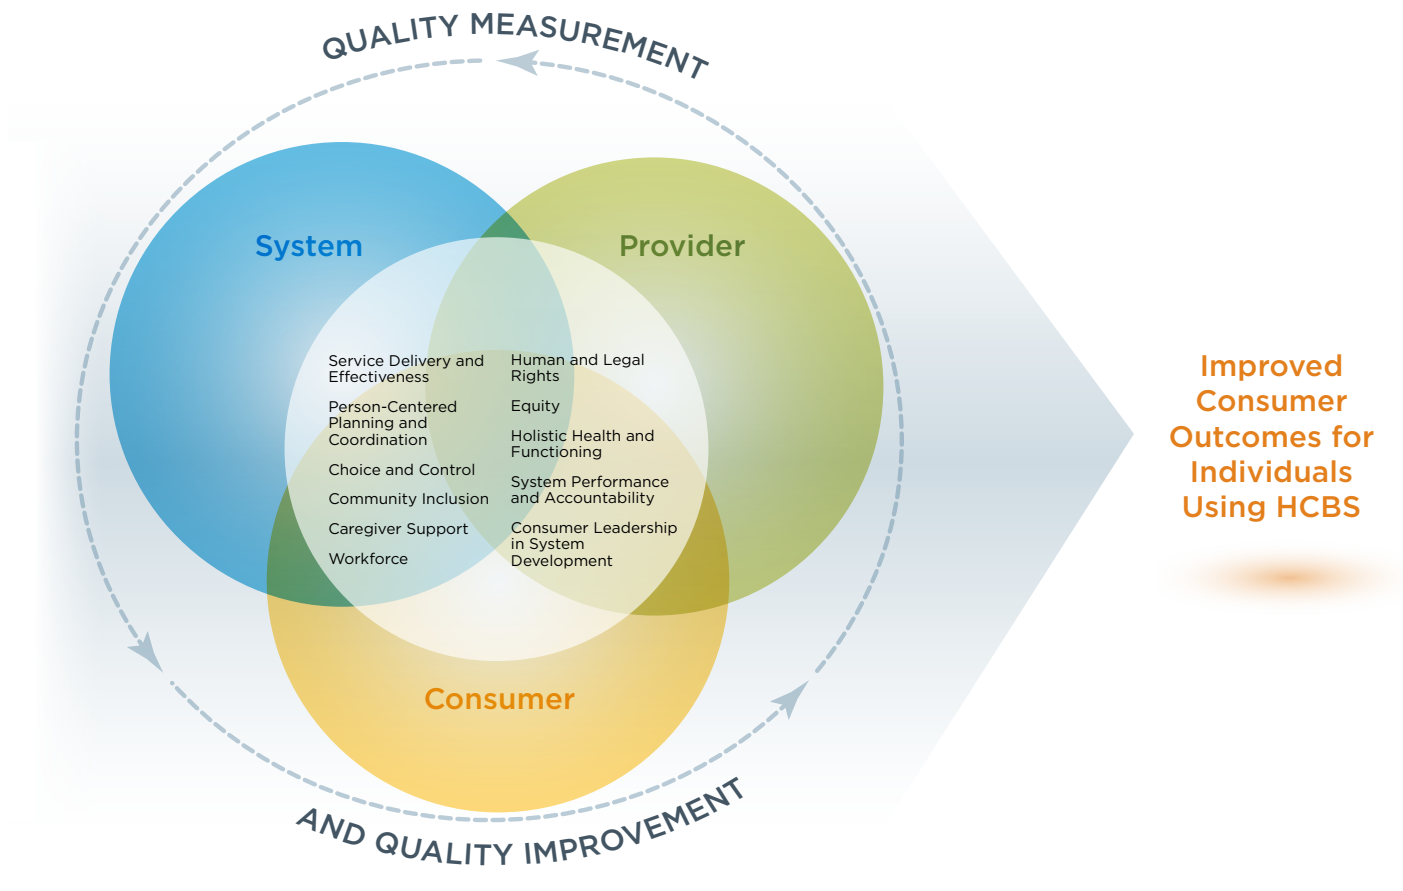 QUALITY MEASUREMENT
System
Provider
Service Delivery and
Effectiveness
Person-Centered
Planning and
Coordination
Choice and Control
Community Inclusion
Caregiver Support
Workforce
Human and Legal
Rights
Equity
Holistic Health and
Functioning
System Performance
and Accountability
Consumer Leadership
in System
Development
Consumer
AND QUALITY IMPROVEMENT
Improved
Consumer
Outcomes for
Individuals
Using HCBS